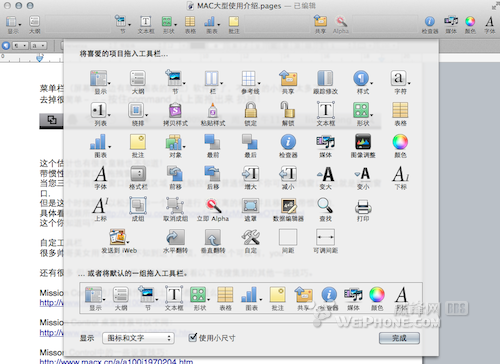 MAC大型使用介绍.pages — 已编辑
显示 大纲 节 文本框 形状 表格 图表 批注 共享 Alpha 检查器 媒体 颜色 字体
将喜爱的项目拖入工具栏…
显示 大纲 节 栏 参考线 共享 跟踪修改 样式 字符
列表 链接 拷贝样式 粘贴样式 锁定 解锁 文本框 形状 表格
图表 批注 对象 最前 最后 检查器 媒体 图像调整 颜色
字体 格式栏 前移 后移 增大 减小 变大 变小 下标
上标 成组 取消成组 立即 Alpha 遮罩 数据编辑器 查找 打印
发送到 iWeb 水平翻转 垂直翻转 自定 间距 可调间距
… 或者将默认的一组拖入工具栏。
显示 大纲 节 文本框 形状 表格 图表 批注 共享 检查器 媒体 颜色 字体
显示 图标和文字 使用小尺寸 完成
菜单栏
去掉很
这个估
带惯性
当您三
口.
但是这
具体看
这个你
自定工
很多帅
还有很
Missio
http://w
Missio
http://w
Misson
http://www.macx.cn/a/a1001970204.htm
WEIPHONE.COM